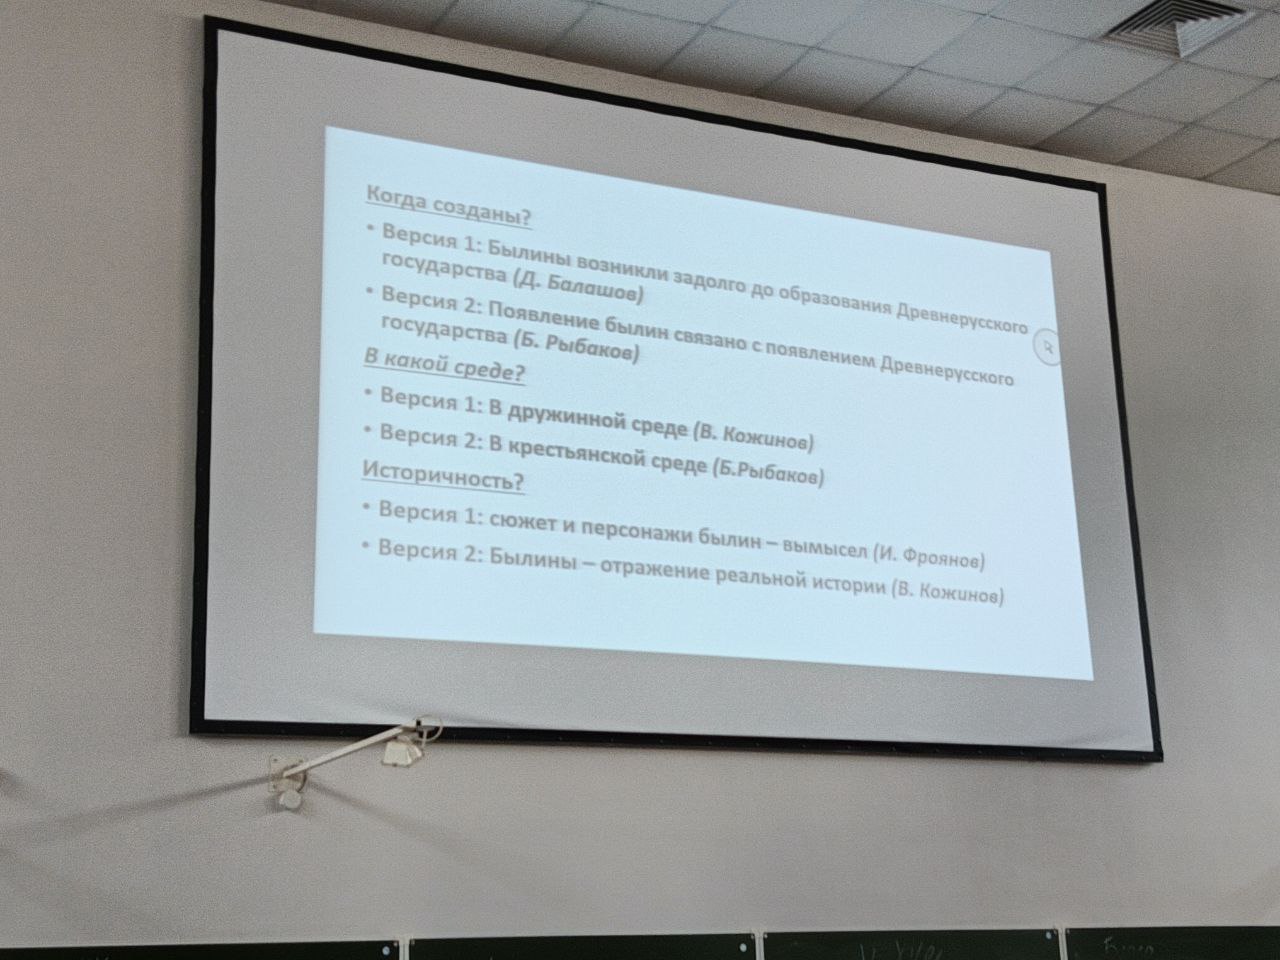 Когда созданы?
• Версия 1: Былины возникли задолго до образования Древнерусского
государства (Д. Балашов)
• Версия 2: Появление былин связано с появлением Древнерусского
государства (Б. Рыбаков)
В какой среде?
• Версия 1: В дружинной среде (В. Кожинов)
• Версия 2: В крестьянской среде (Б.Рыбаков)
Историчность?
• Версия 1: сюжет и персонажи былин – вымысел (И. Фроянов)
• Версия 2: Былины – отражение реальной истории (В. Кожинов)